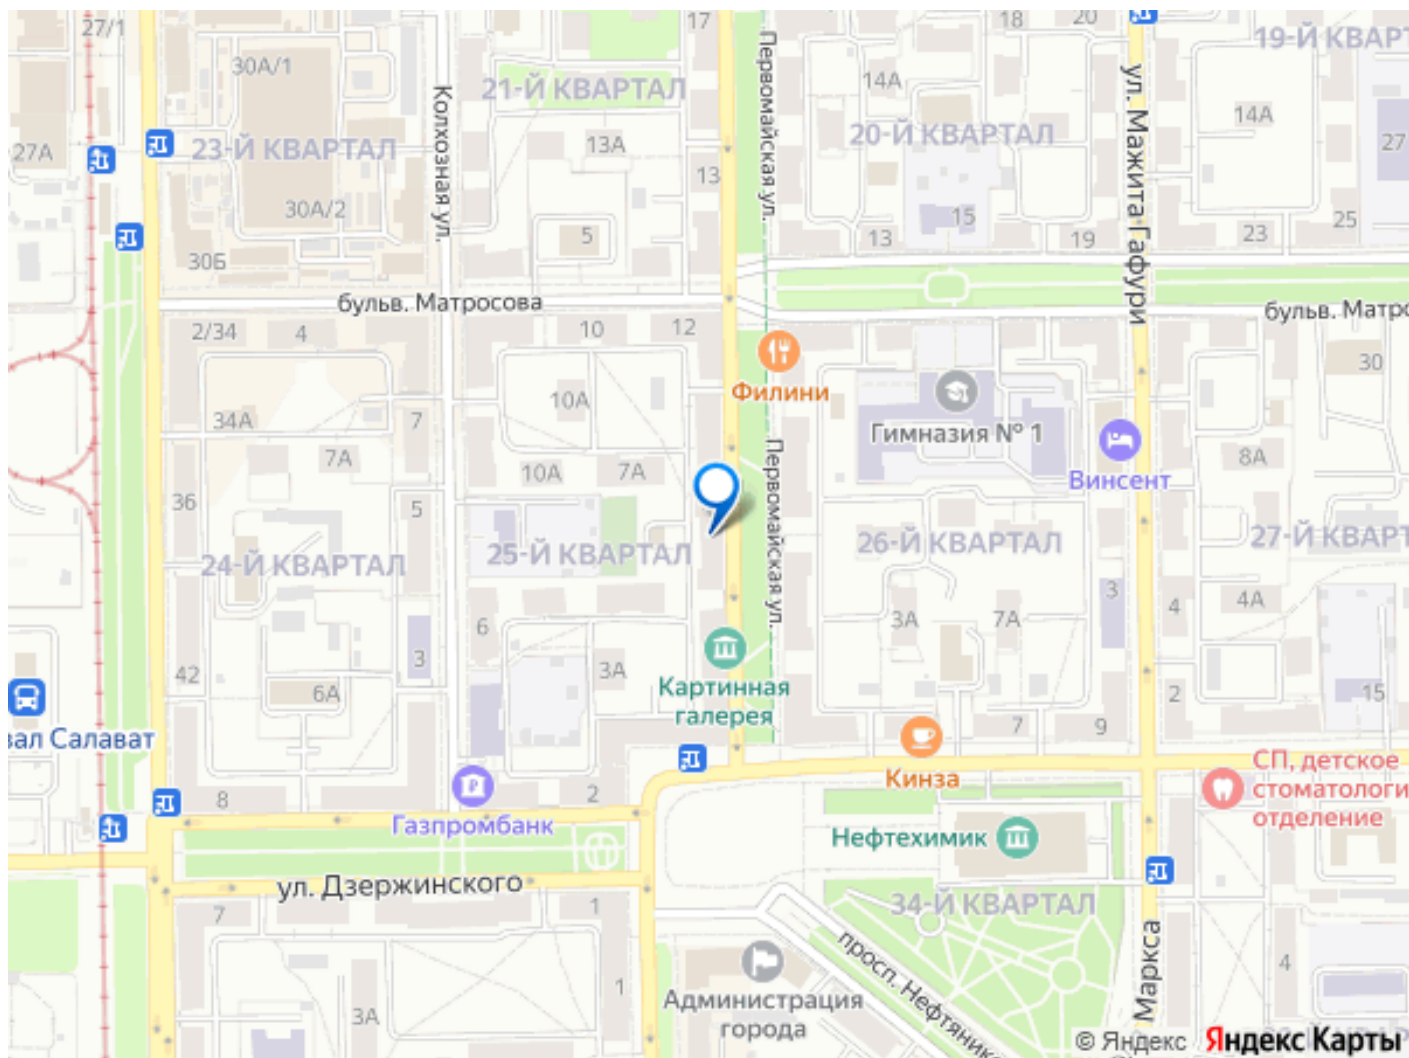 27/1
17
18
20
19-Й КВАРТ
30А/1
21-Й КВАРТАЛ
14А
Первомайская ул.
ул. Мажита Гафури
Колхозная ул.
14А
20-Й КВАРТАЛ
27
27А
23-Й КВАРТАЛ
13А
13
30А/2
15
25
5
13
19
23
30Б
бульв. Матросова
бульв. Матро
2/34
4
10
12
30
Филини
10А
34А
7
Гимназия № 1
7А
10А
7А
8А
Винсент
Первомайская ул.
36
5
24-Й КВАРТАЛ
25-Й КВАРТАЛ
26-Й КВАРТАЛ
27-Й КВАРТ
3
4
4А
6
3А
7А
42
3
3А
6А
Картинная
галерея
2
15
7
9
зал Салават
Кинза
СП, детское
стоматологи
отделение
8
2
Газпромбанк
Нефтехимик
ул. Дзержинского
7
1
34-Й КВАРТАЛ
просп. Нефтянико
Маркса
4
1
3А
Администрация
города
© Яндекс
Яндекс Карты